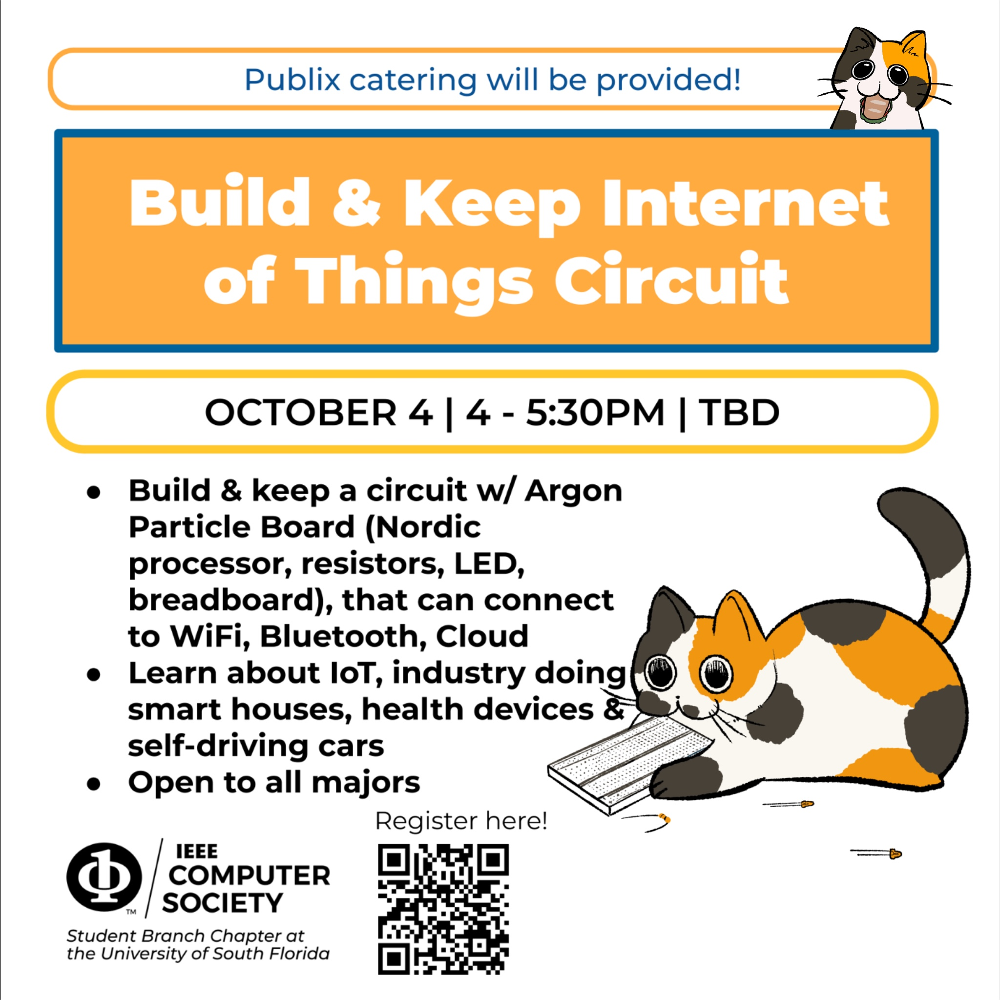 Publix catering will be provided!
Build & Keep Internet
of Things Circuit
OCTOBER 4 | 4 - 5:30PM | TBD
● Build & keep a circuit w/ Argon
Particle Board (Nordic
processor, resistors, LED,
breadboard), that can connect
to WiFi, Bluetooth, Cloud
● Learn about IoT, industry doing
smart houses, health devices &
self-driving cars
● Open to all majors
Register here!
IEEE
COMPUTER
SOCIETY
TM
Student Branch Chapter at
the University of South Florida